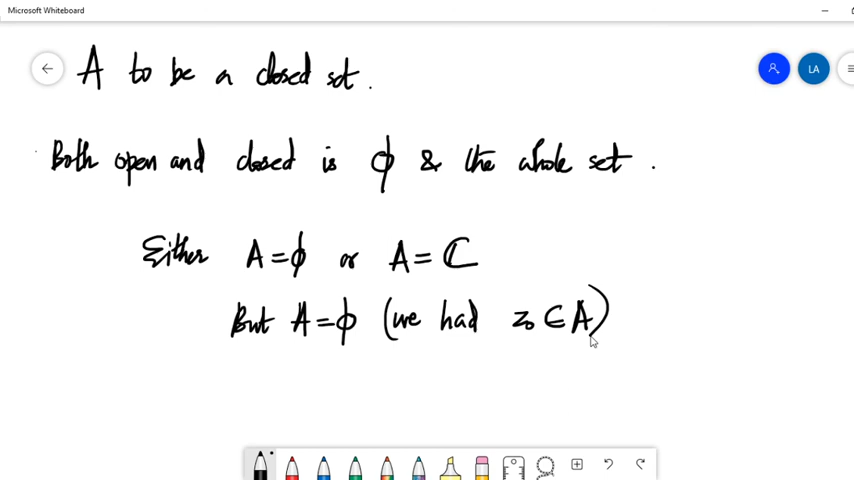 Microsoft Whiteboard
A to be a closed set.
LA
Both open and closed is ϕ & the whole set.
Either A = ϕ or A = ℂ
But A = ϕ (we had z₀ ∈ A)